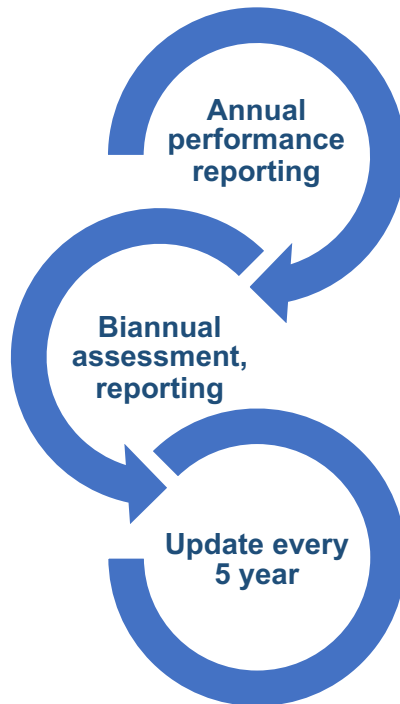 Annual
performance
reporting
Biannual
assessment,
reporting
Update every
5 year